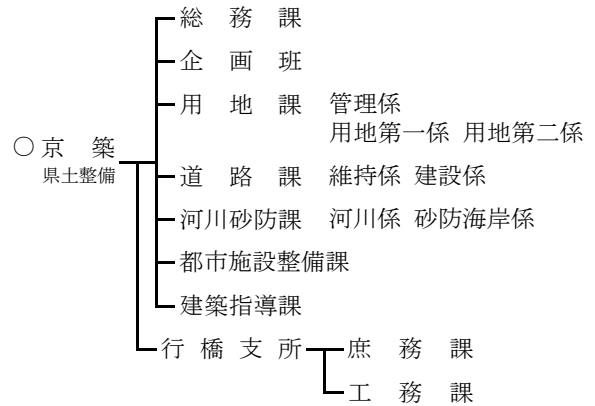 総務課
企画班
用地課 管理係
用地第一係 用地第二係
○京築
県土整備
道路課 維持係 建設係
河川砂防課 河川係 砂防海岸係
都市施設整備課
建築指導課
行橋支所 庶務課
工務課